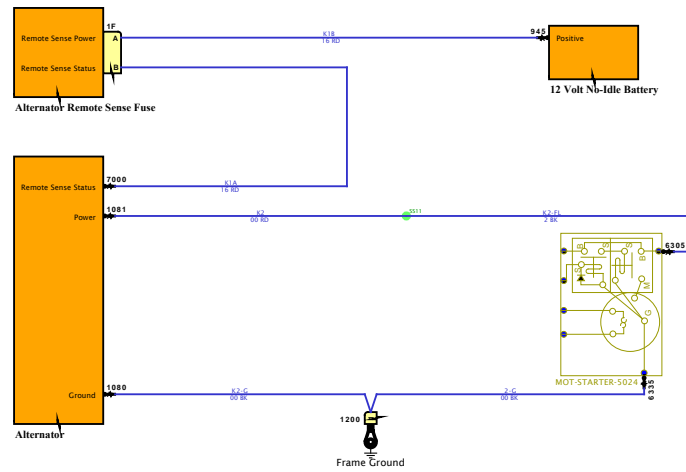 1F
Remote Sense Power
A
K1B
16 RD
945
Positive
Remote Sense Status
B
Alternator Remote Sense Fuse
12 Volt No-Idle Battery
7000
Remote Sense Status
K1A
16 RD
1081
Power
K2
00 RD
SS11
K2-FL
2 BK
6305
B
S
S
B
S
M
G
MOT-STARTER-5024
6335
1080
Ground
K2-G
00 BK
2-G
00 BK
1200
Alternator
Frame Ground